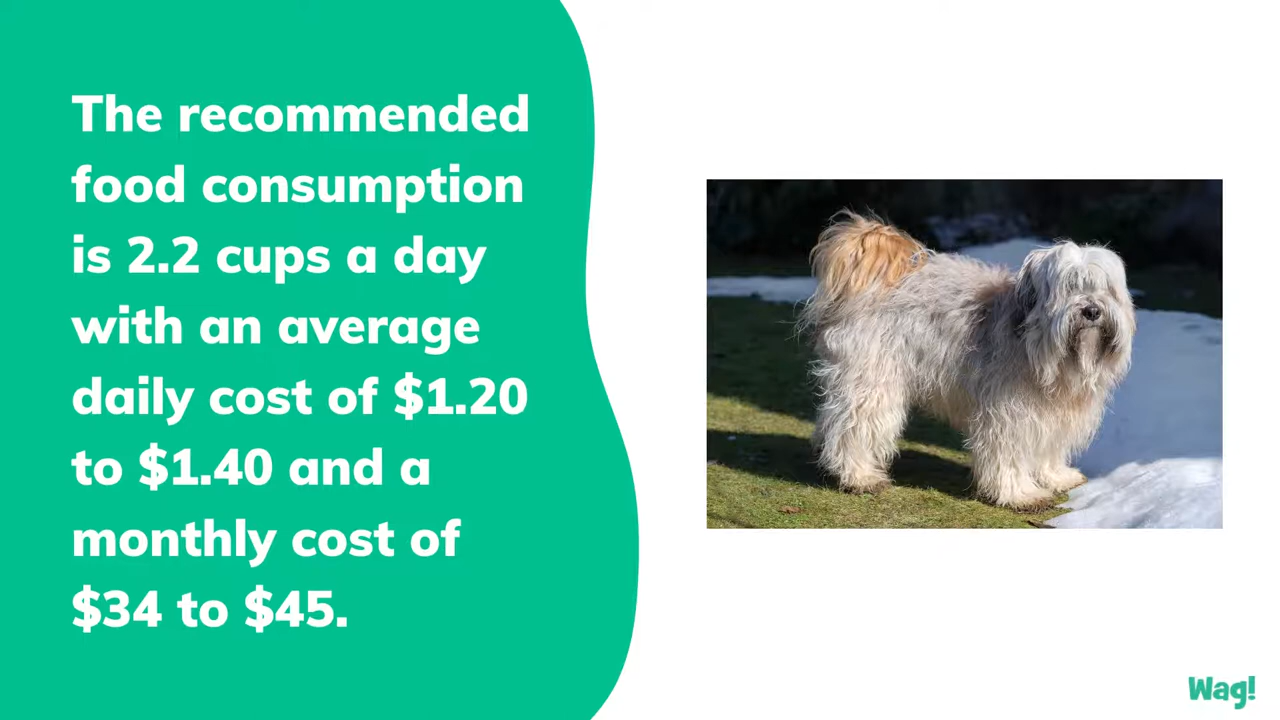 The recommended
food consumption
is 2.2 cups a day
with an average
daily cost of $1.20
to $1.40 and a
monthly cost of
$34 to $45.
Wag!